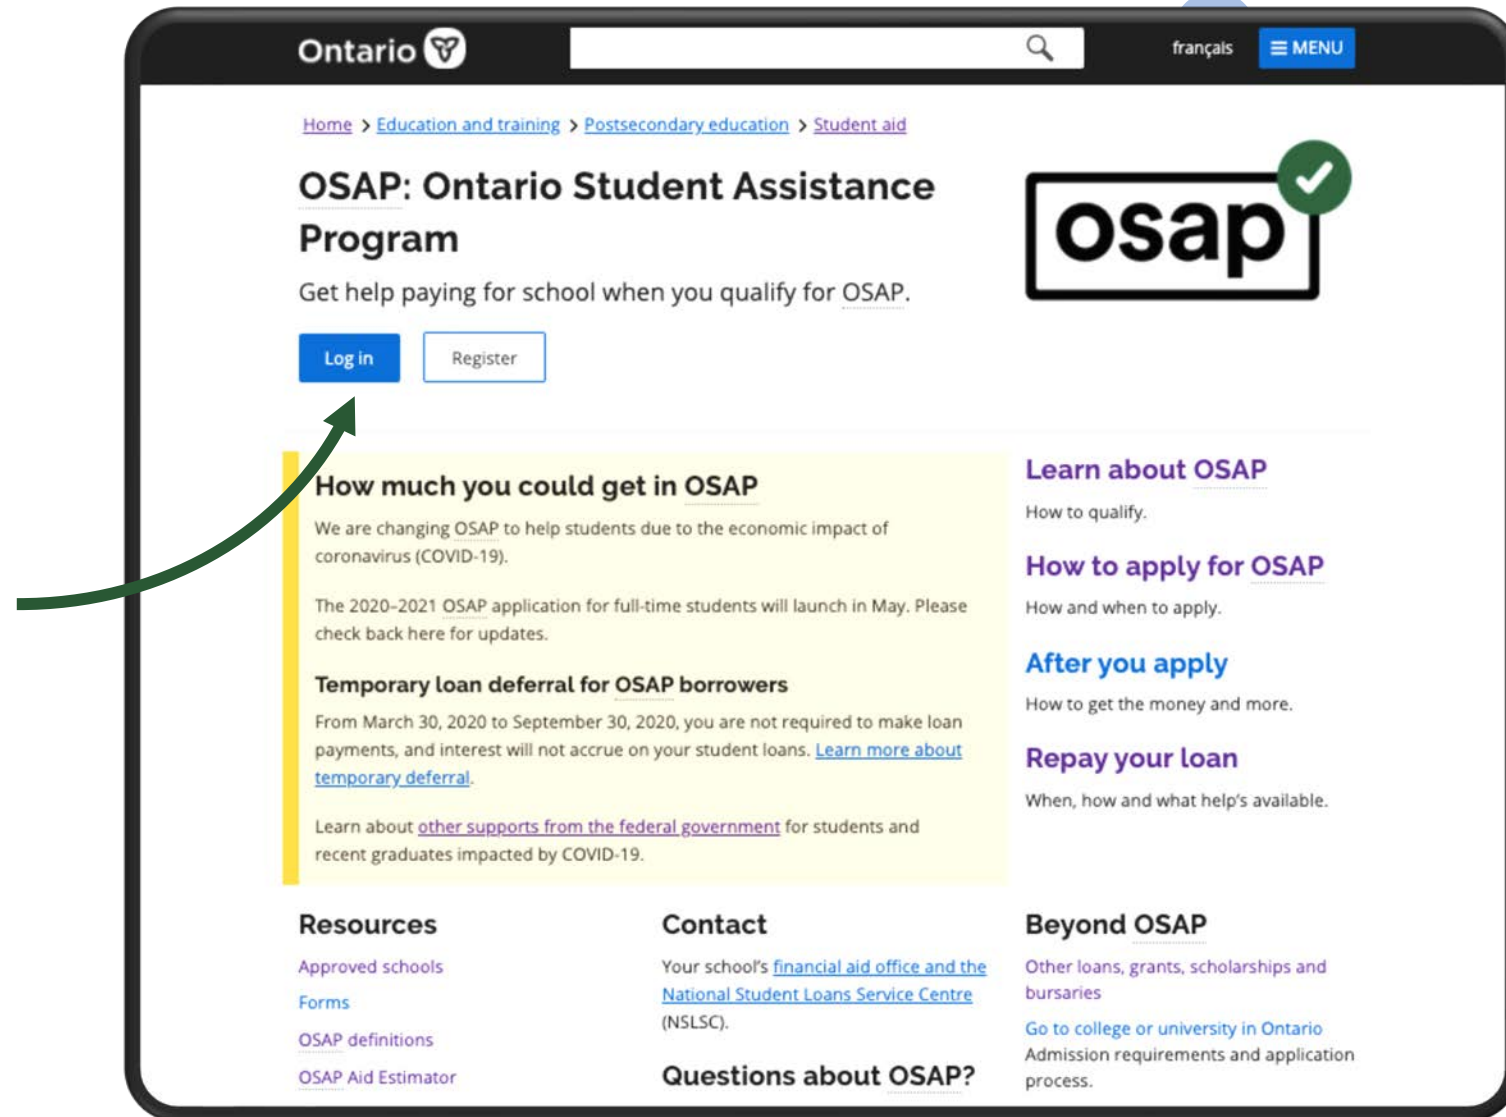 Ontario
français
MENU
Home > Education and training > Postsecondary education > Student aid
OSAP: Ontario Student Assistance
Program
Get help paying for school when you qualify for OSAP.
Log in
Register
osap
How much you could get in OSAP
We are changing OSAP to help students due to the economic impact of
coronavirus (COVID-19).
The 2020–2021 OSAP application for full-time students will launch in May. Please
check back here for updates.
Temporary loan deferral for OSAP borrowers
From March 30, 2020 to September 30, 2020, you are not required to make loan
payments, and interest will not accrue on your student loans. Learn more about
temporary deferral.
Learn about other supports from the federal government for students and
recent graduates impacted by COVID-19.
Learn about OSAP
How to qualify.
How to apply for OSAP
How and when to apply.
After you apply
How to get the money and more.
Repay your loan
When, how and what help's available.
Resources
Approved schools
Forms
OSAP definitions
OSAP Aid Estimator
Contact
Your school's financial aid office and the
National Student Loans Service Centre
(NSLSC).
Questions about OSAP?
Beyond OSAP
Other loans, grants, scholarships and
bursaries
Go to college or university in Ontario
Admission requirements and application
process.